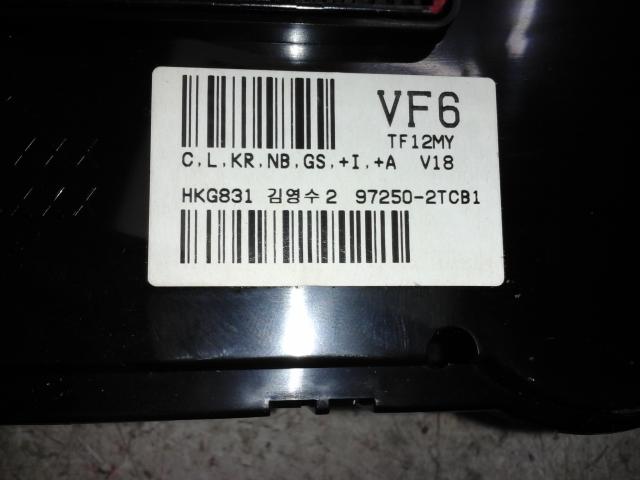 VF6
TF12MY
C.L.KR.NB.GS.+I.+A V18
HKG831 김영수2 97250-2TCB1